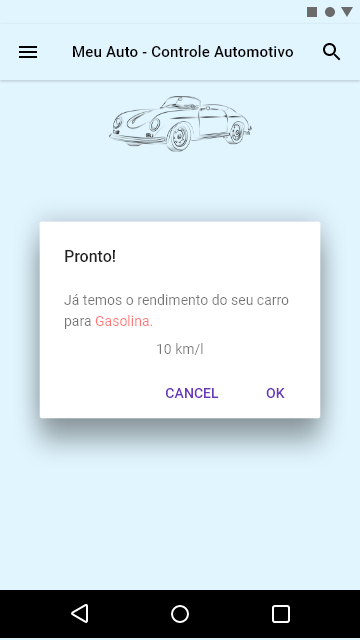 Meu Auto - Controle Automotivo
Pronto!
Já temos o rendimento do seu carro
para Gasolina.
10 km/l
CANCEL OK